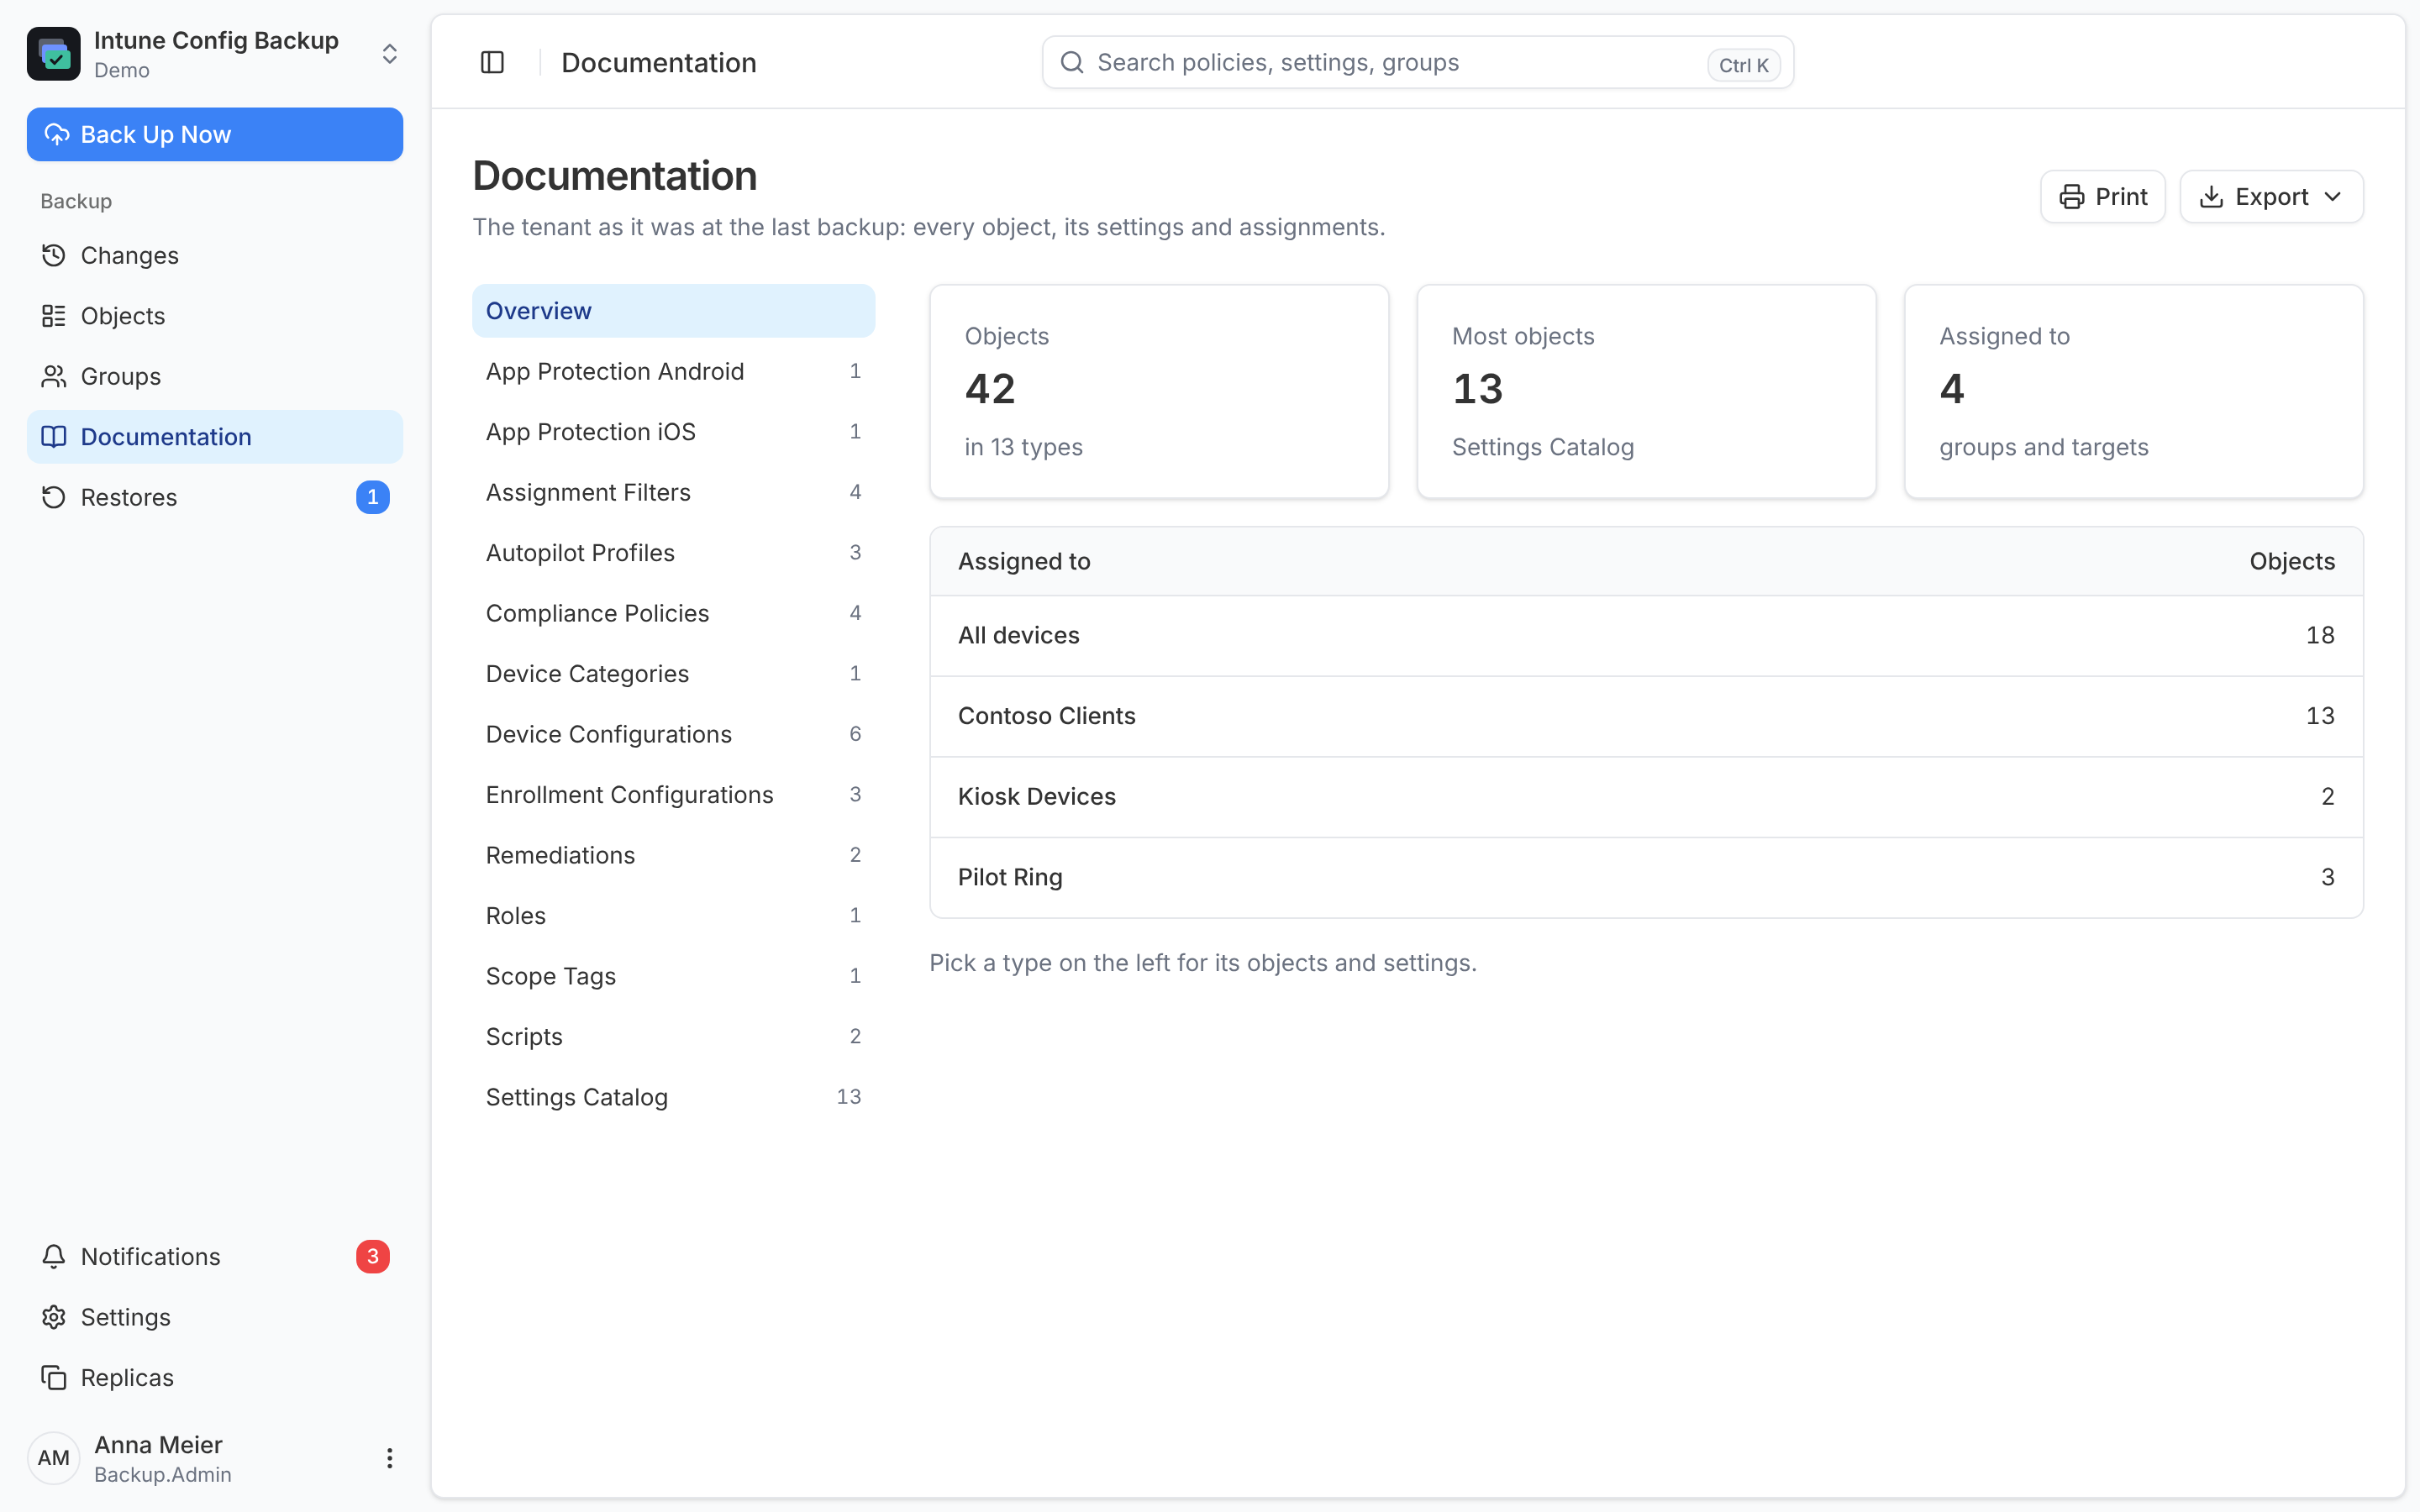 Intune Config Backup
Demo
Back Up Now
Backup
Changes
Objects
Groups
Documentation
Restores 1
Notifications 3
Settings
Replicas
AM
Anna Meier
Backup.Admin
Documentation
Search policies, settings, groups Ctrl K
Documentation
The tenant as it was at the last backup: every object, its settings and assignments.
Print
Export
Overview
App Protection Android 1
App Protection iOS 1
Assignment Filters 4
Autopilot Profiles 3
Compliance Policies 4
Device Categories 1
Device Configurations 6
Enrollment Configurations 3
Remediations 2
Roles 1
Scope Tags 1
Scripts 2
Settings Catalog 13
Objects
42
in 13 types
Most objects
13
Settings Catalog
Assigned to
4
groups and targets
Assigned to Objects
All devices 18
Contoso Clients 13
Kiosk Devices 2
Pilot Ring 3
Pick a type on the left for its objects and settings.